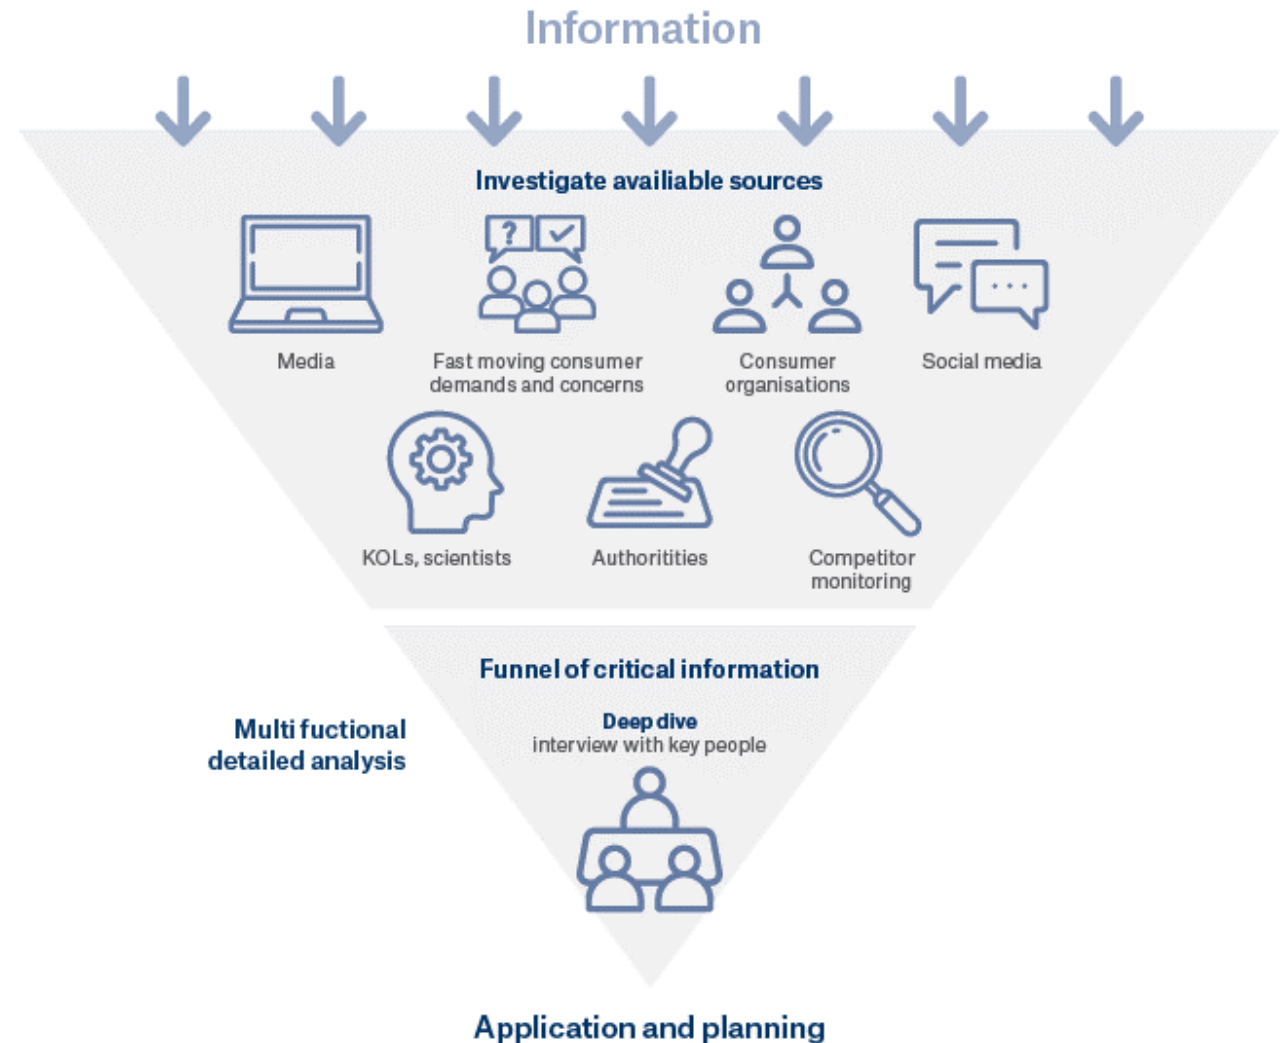 Information
Investigate availiable sources
?
Media
Fast moving consumer
demands and concerns
Consumer
organisations
Social media
KOLs, scientists
Authoritities
Competitor
monitoring
Funnel of critical information
Deep dive
interview with key people
Multi fuctional
detailed analysis
Application and planning